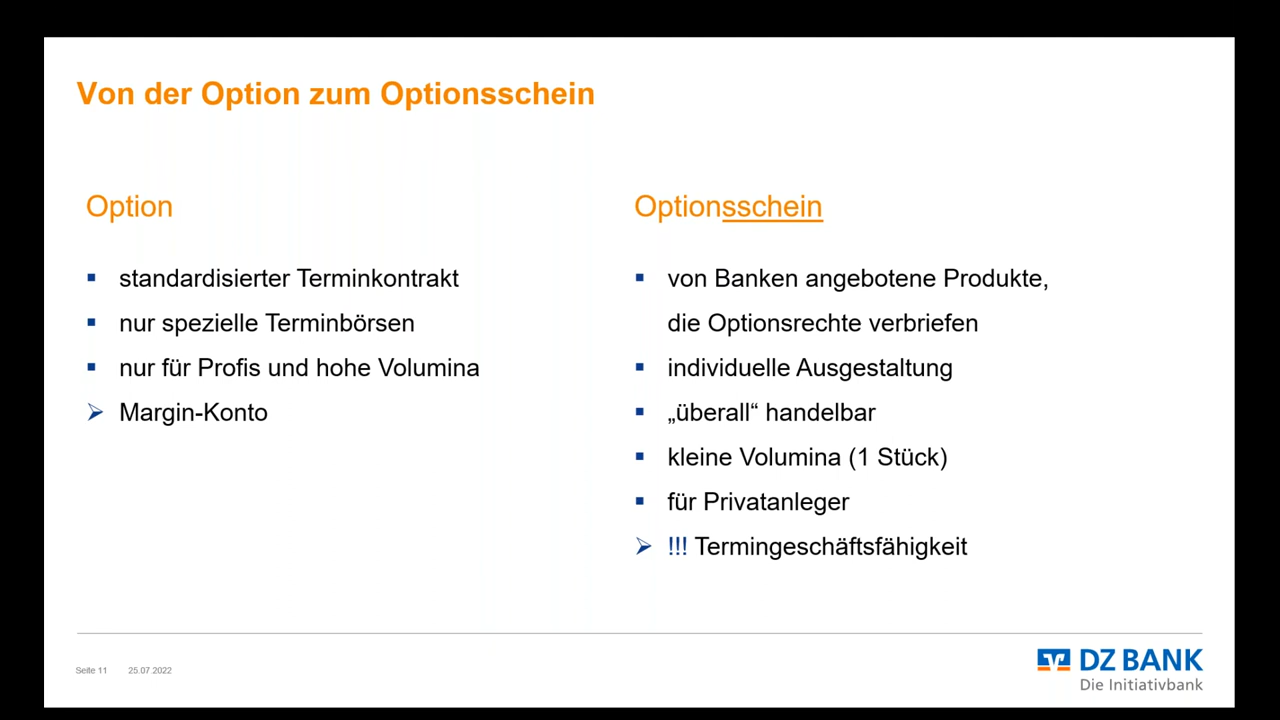 Von der Option zum Optionsschein
Option
standardisierter Terminkontrakt
nur spezielle Terminbörsen
nur für Profis und hohe Volumina
Margin-Konto
Optionsschein
von Banken angebotene Produkte,
die Optionsrechte verbriefen
individuelle Ausgestaltung
„überall“ handelbar
kleine Volumina (1 Stück)
für Privatanleger
!!! Termingeschäftsfähigkeit
Seite 11 25.07.2022
DZ BANK
Die Initiativbank